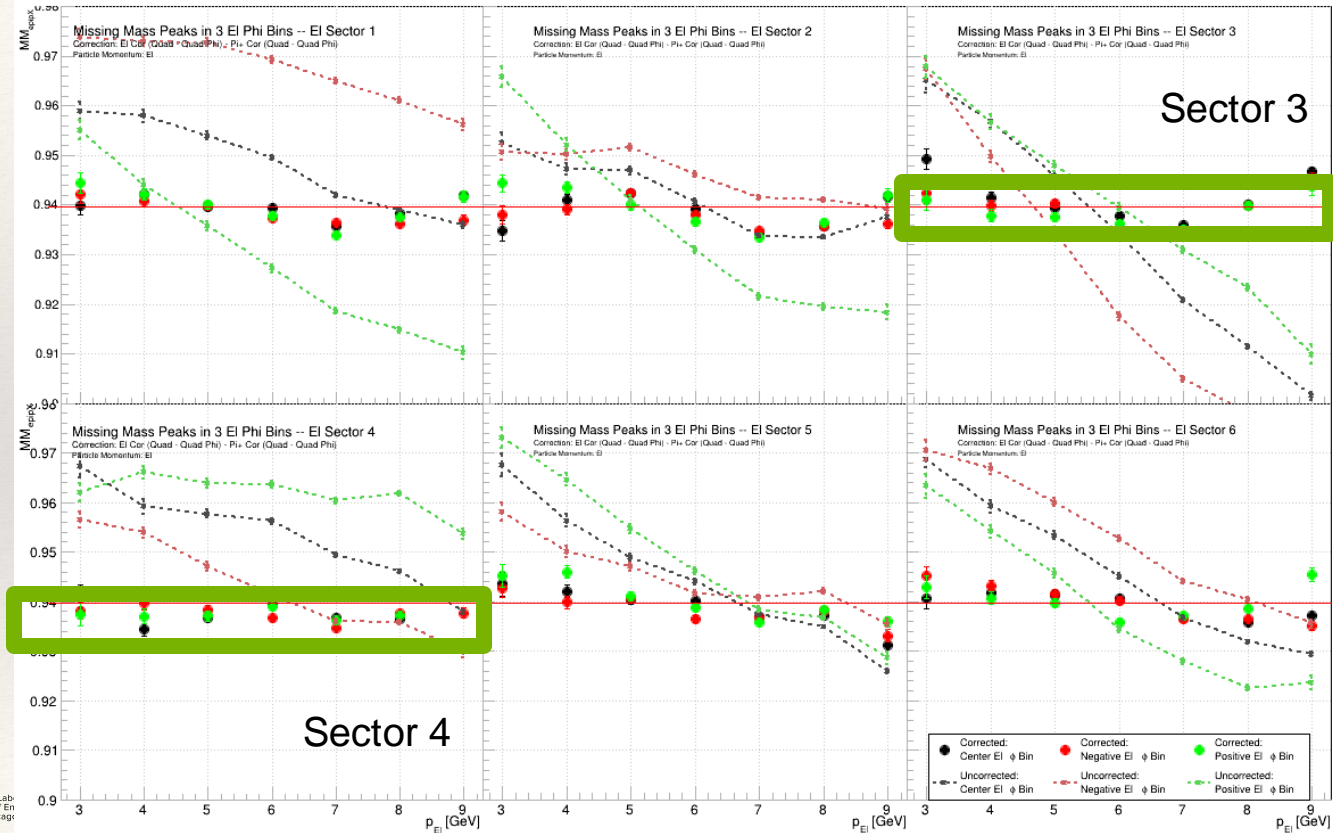 0.98
MM_epipX
Missing Mass Peaks in 3 El Phi Bins -- El Sector 1
Correction: El Cor (Quad - Quad Phi) - Pi+ Cor (Quad - Quad Phi)
Particle Momentum: El
0.97
0.96
0.95
0.94
0.93
0.92
0.91
Missing Mass Peaks in 3 El Phi Bins -- El Sector 2
Correction: El Cor (Quad - Quad Phi) - Pi+ Cor (Quad - Quad Phi)
Particle Momentum: El
Missing Mass Peaks in 3 El Phi Bins -- El Sector 3
Correction: El Cor (Quad - Quad Phi) - Pi+ Cor (Quad - Quad Phi)
Particle Momentum: El
Sector 3
0.98
MM_epipX
Missing Mass Peaks in 3 El Phi Bins -- El Sector 4
Correction: El Cor (Quad - Quad Phi) - Pi+ Cor (Quad - Quad Phi)
Particle Momentum: El
0.97
0.96
0.95
0.94
0.93
0.92
0.91
0.9
Sector 4
3 4 5 6 7 8 9
p_El [GeV]
Missing Mass Peaks in 3 El Phi Bins -- El Sector 5
Correction: El Cor (Quad - Quad Phi) - Pi+ Cor (Quad - Quad Phi)
Particle Momentum: El
3 4 5 6 7 8 9
p_El [GeV]
Missing Mass Peaks in 3 El Phi Bins -- El Sector 6
Correction: El Cor (Quad - Quad Phi) - Pi+ Cor (Quad - Quad Phi)
Particle Momentum: El
Corrected:
Center El ϕ Bin
Corrected:
Negative El ϕ Bin
Corrected:
Positive El ϕ Bin
Uncorrected:
Center El ϕ Bin
Uncorrected:
Negative El ϕ Bin
Uncorrected:
Positive El ϕ Bin
3 4 5 6 7 8 9
p_El [GeV]